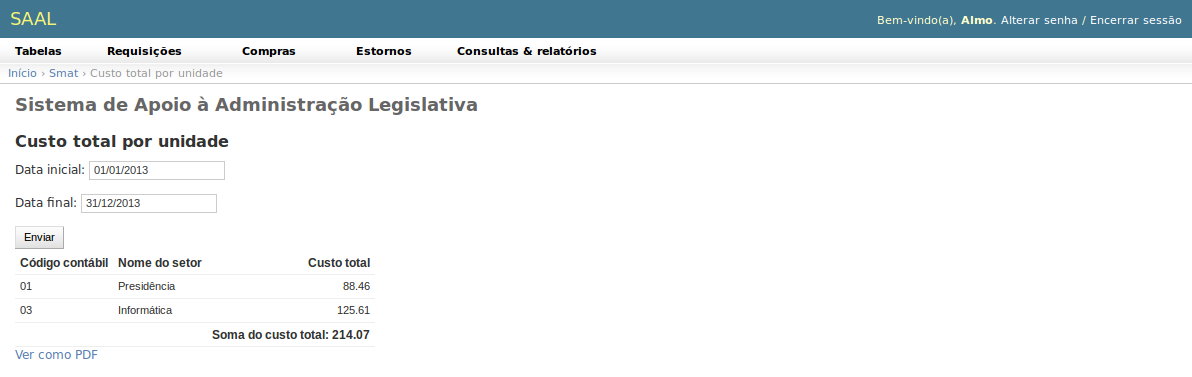 SAAL
Bem-vindo(a), Almo. Alterar senha / Encerrar sessão
Tabelas Requisições Compras Estornos Consultas & relatórios
Início › Smat › Custo total por unidade
Sistema de Apoio à Administração Legislativa
Custo total por unidade
Data inicial: 01/01/2013
Data final: 31/12/2013
Enviar
Código contábil Nome do setor Custo total
01 Presidência 88.46
03 Informática 125.61
Soma do custo total: 214.07
Ver como PDF